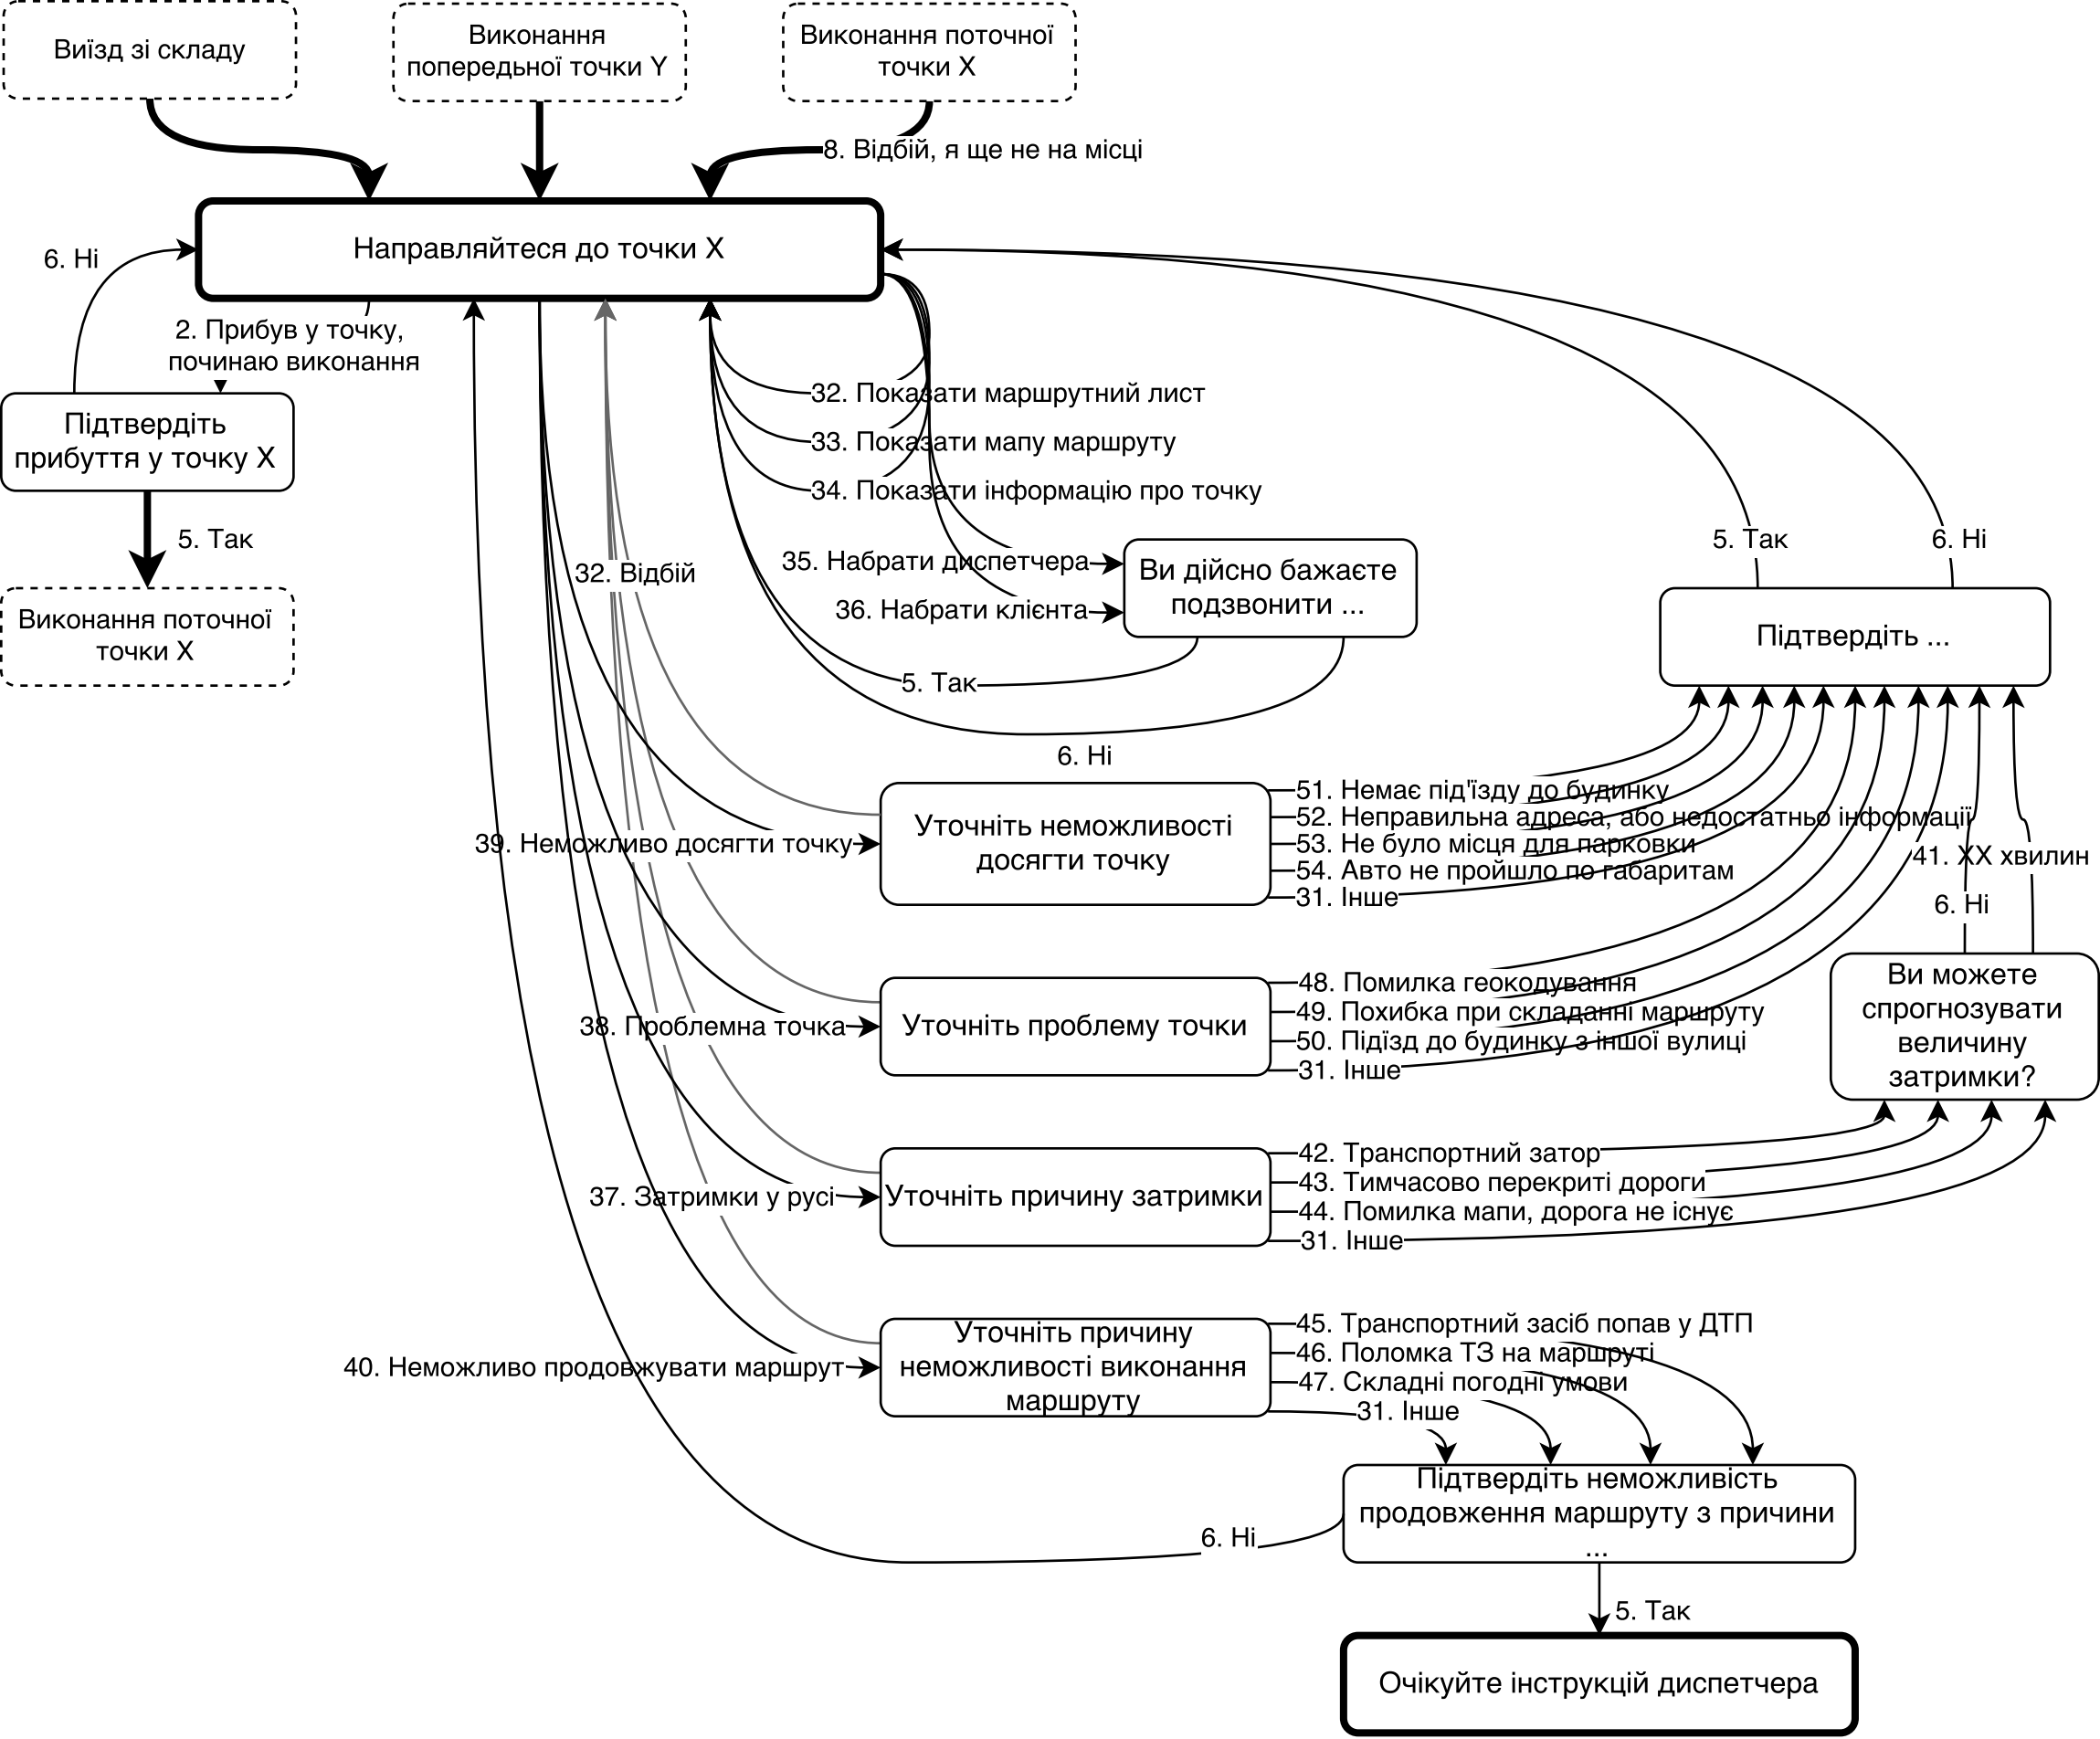 Виїзд зі складу
Виконання
попередьної точки Y
Виконання поточної
точки X
8. Відбій, я ще не на місці
Направляйтеся до точки X
6. Ні
2. Прибув у точку,
починаю виконання
Підтвердіть
прибуття у точку X
5. Так
Виконання поточної
точки X
32. Показати маршрутний лист
33. Показати мапу маршруту
34. Показати інформацію про точку
35. Набрати диспетчера
36. Набрати клієнта
Ви дійсно бажаєте
подзвонити ...
5. Так
6. Ні
32. Відбій
5. Так
6. Ні
Підтвердіть ...
39. Неможливо досягти точку
Уточніть неможливості
досягти точку
51. Немає під'їзду до будинку
52. Неправильна адреса, або недостатньо інформації
53. Не було місця для парковки
54. Авто не пройшло по габаритам
31. Інше
41. XX хвилин
6. Ні
38. Проблемна точка
Уточніть проблему точки
48. Помилка геокодування
49. Похибка при складанні маршруту
50. Підїзд до будинку з іншої вулиці
31. Інше
Ви можете
спрогнозувати
величину
затримки?
37. Затримки у русі
Уточніть причину затримки
42. Транспортний затор
43. Тимчасово перекриті дороги
44. Помилка мапи, дорога не існує
31. Інше
40. Неможливо продовжувати маршрут
Уточніть причину
неможливості виконання
маршруту
45. Транспортний засіб попав у ДТП
46. Поломка ТЗ на маршруті
47. Складні погодні умови
31. Інше
Підтвердіть неможливість
продовження маршруту з причини
...
6. Ні
5. Так
Очікуйте інструкцій диспетчера